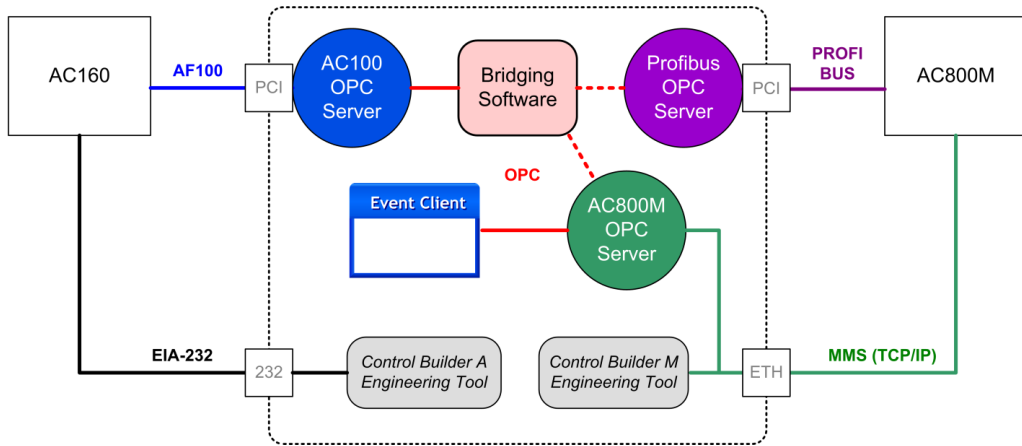 AC160
AF100
PCI
AC100
OPC
Server
Bridging
Software
Profibus
OPC
Server
PCI
PROFI
BUS
AC800M
OPC
Event Client
AC800M
OPC
Server
EIA-232
232
Control Builder A
Engineering Tool
Control Builder M
Engineering Tool
ETH
MMS (TCP/IP)